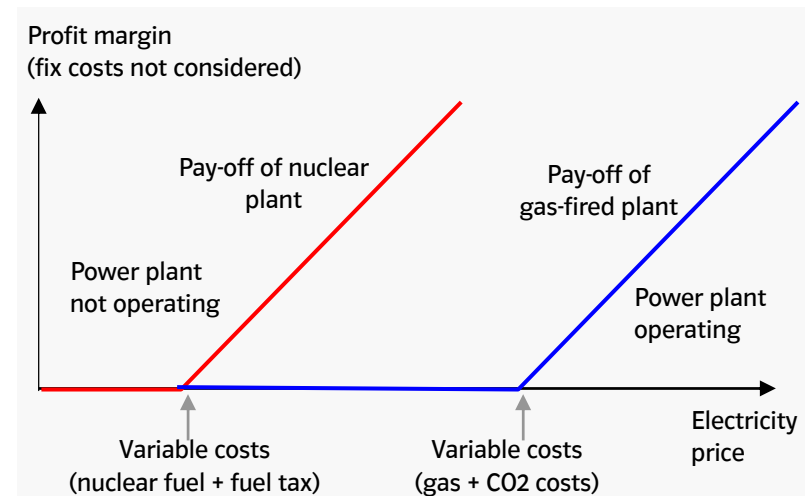 Profit margin
(fix costs not considered)
Pay-off of nuclear
plant
Pay-off of
gas-fired plant
Power plant
not operating
Power plant
operating
Electricity
price
Variable costs
(nuclear fuel + fuel tax)
Variable costs
(gas + CO2 costs)